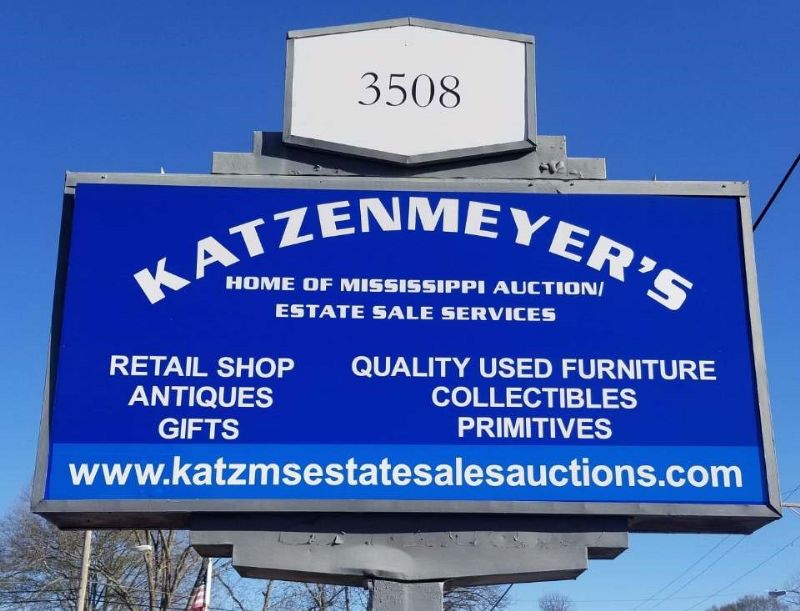 3508
KATZENMEYER'S
HOME OF MISSISSIPPI AUCTION/
ESTATE SALE SERVICES
RETAIL SHOP
ANTIQUES
GIFTS
QUALITY USED FURNITURE
COLLECTIBLES
PRIMITIVES
www.katzmsestatesalesauctions.com